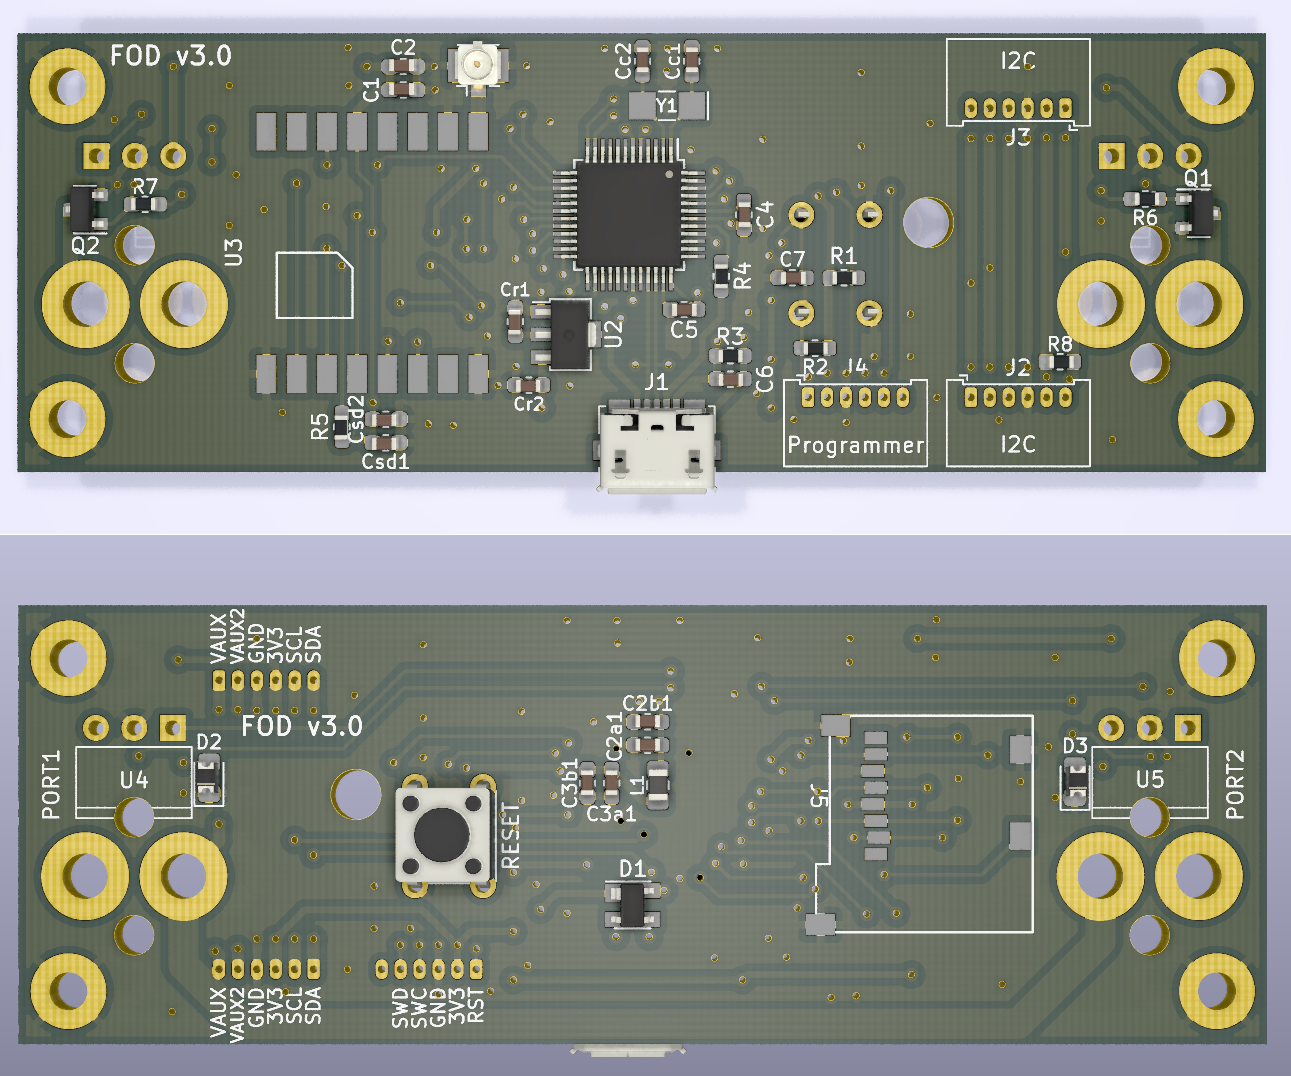 FOD v3.0
C2
C1
Cc2
Cc1
Y1
I2C
J3
R7
Q2
U3
C4
R6
Q1
C7
R1
R4
Cr1
U2
C5
R3
C6
R2
J4
J2
R8
Cr2
J1
R5
Csd2
Csd1
Programmer
I2C
VAUX
VAUX2
GND
3V3
SCL
SDA
FOD v3.0
PORT1
U4
D2
C2b1
C2a1
C3b1
C3a1
L1
RESET
D1
J5
D3
U5
PORT2
VAUX
VAUX2
GND
3V3
SCL
SDA
SWD
SWC
GND
3V3
RST